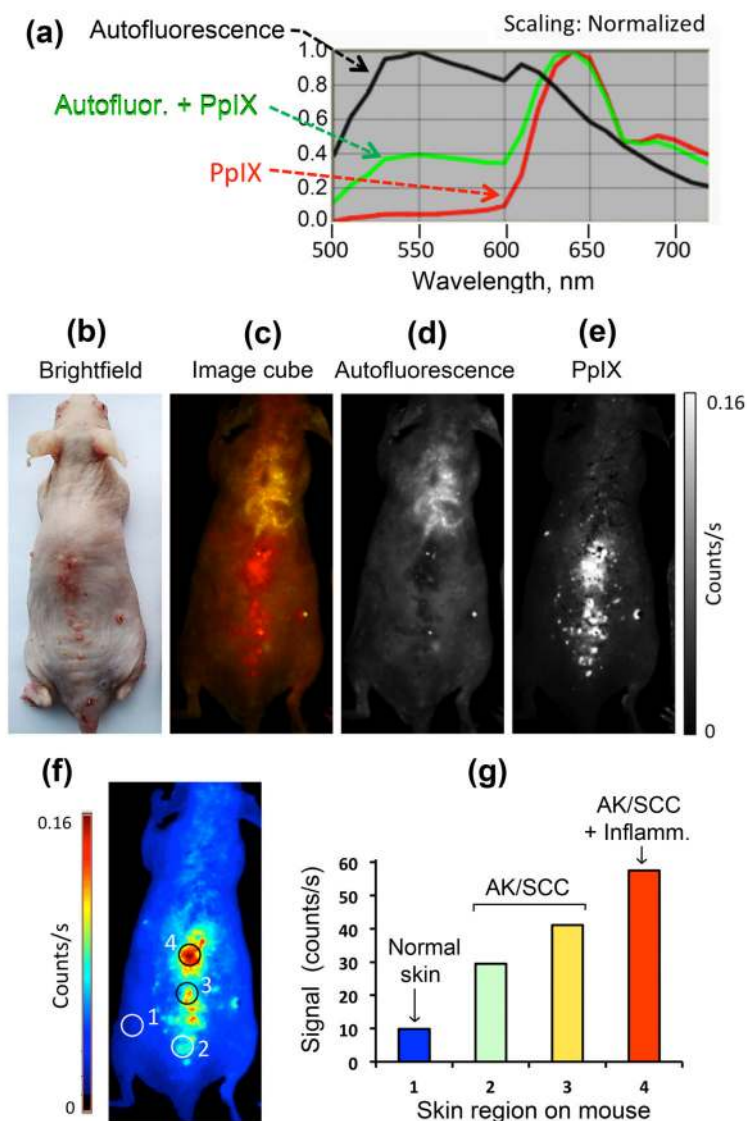 (a)
Scaling: Normalized
Autofluorescence
Autofluor. + PpIX
PpIX
1.0
0.8
0.6
0.4
0.2
0.0
500 550 600 650 700
Wavelength, nm
(b) (c) (d) (e)
Brightfield Image cube Autofluorescence PpIX
0.16
Counts/s
0
(f)
0.16
Counts/s
0
4
3
1
2
(g)
AK/SCC
+ Inflamm.
AK/SCC
Normal
skin
Signal (counts/s)
60
50
40
30
20
10
0
1 2 3 4
Skin region on mouse